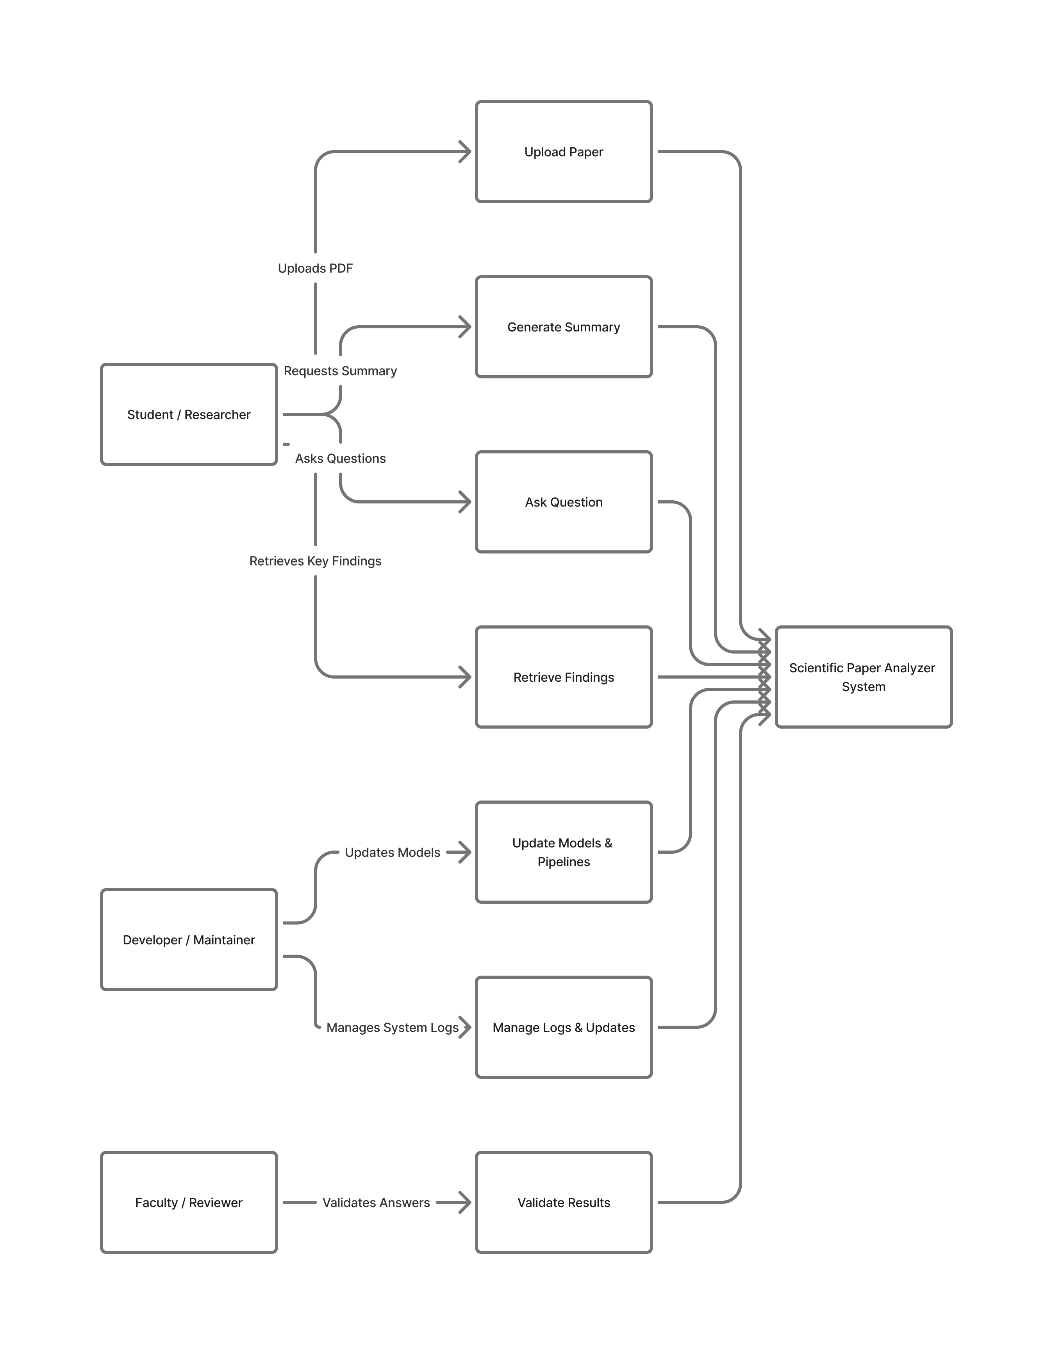 Upload Paper
Uploads PDF
Generate Summary
Requests Summary
Student / Researcher
Asks Questions
Ask Question
Retrieves Key Findings
Retrieve Findings
Scientific Paper Analyzer
System
Updates Models
Update Models &
Pipelines
Developer / Maintainer
Manages System Logs
Manage Logs & Updates
Faculty / Reviewer
Validates Answers
Validate Results